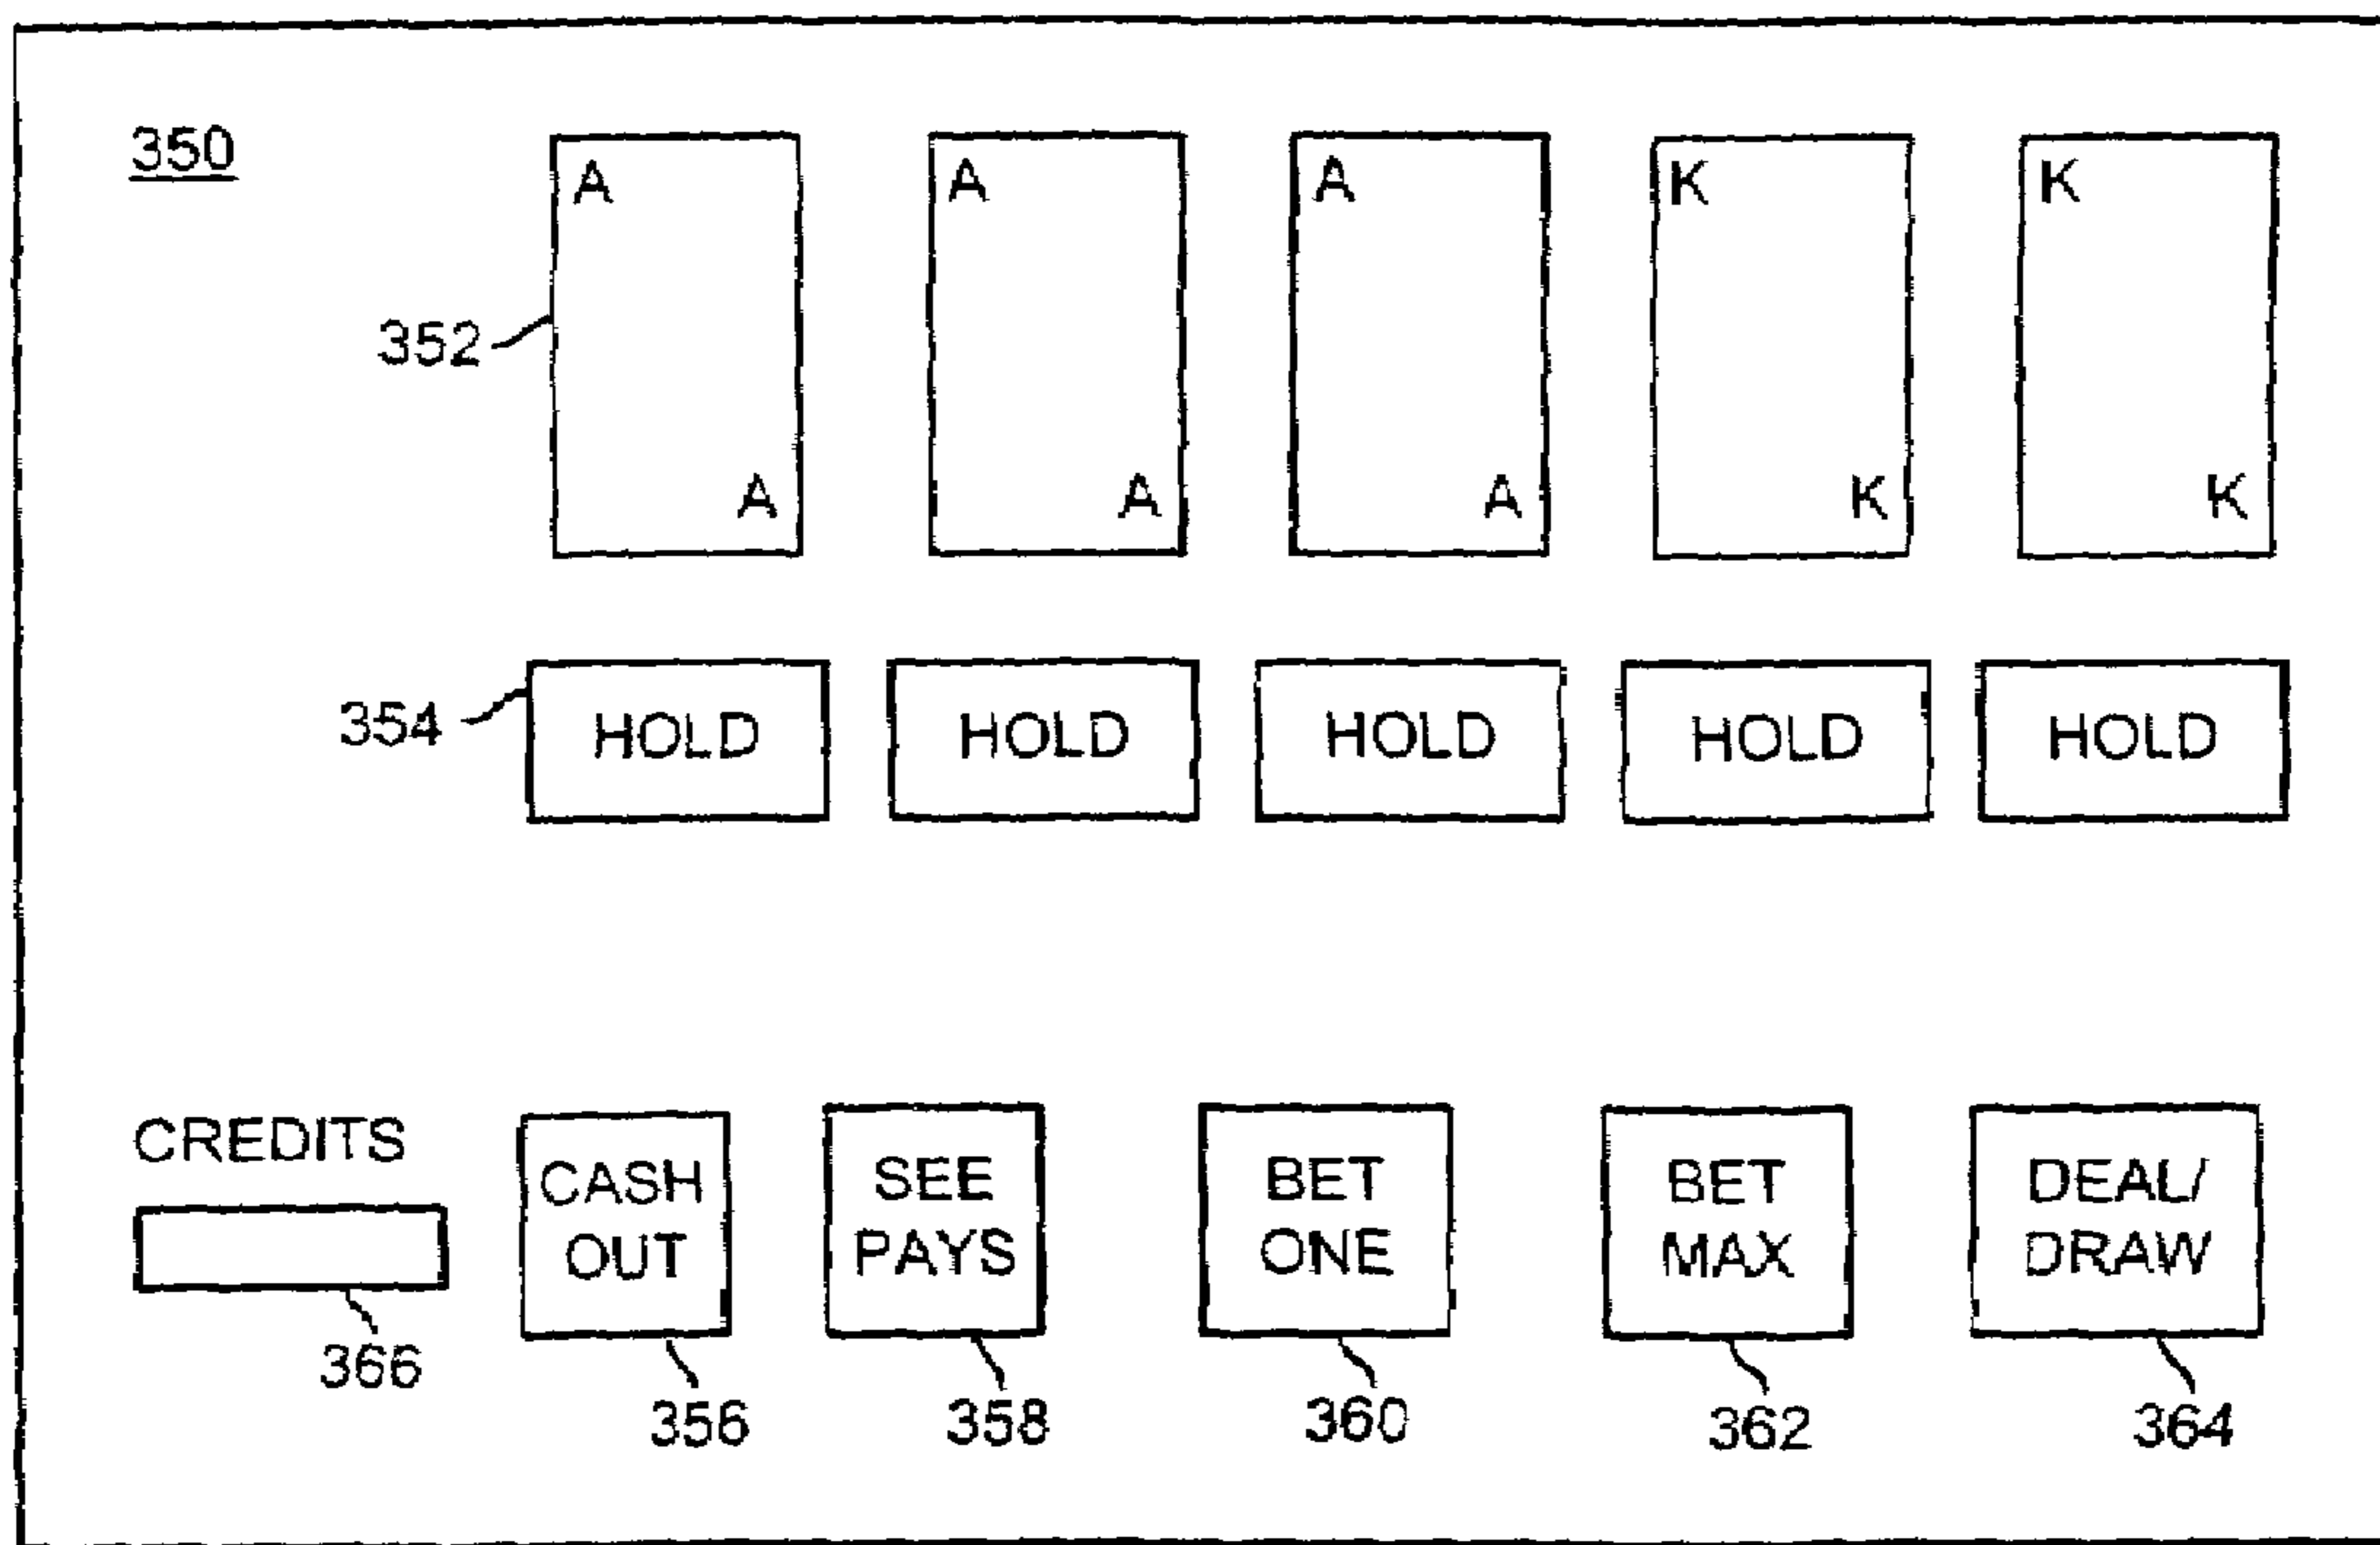 350
A A A K K
352
A A A K K
354 HOLD HOLD HOLD HOLD HOLD
CREDITS
CASH OUT
SEE PAYS
BET ONE
BET MAX
DEAL/ DRAW
366
356 358 360 362 364